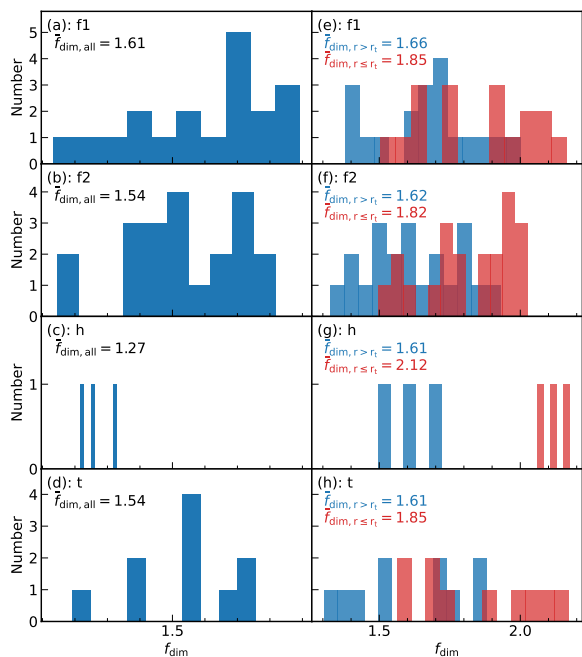 (a): f1
f̄dim, all = 1.61
Number
5
4
3
2
1
0
(e): f1
f̄dim, r > rt = 1.66
f̄dim, r ≤ rt = 1.85
(b): f2
f̄dim, all = 1.54
Number
4
3
2
1
0
(f): f2
f̄dim, r > rt = 1.62
f̄dim, r ≤ rt = 1.82
(c): h
f̄dim, all = 1.27
Number
1
0
(g): h
f̄dim, r > rt = 1.61
f̄dim, r ≤ rt = 2.12
(d): t
f̄dim, all = 1.54
Number
4
3
2
1
0
(h): t
f̄dim, r > rt = 1.61
f̄dim, r ≤ rt = 1.85
1.5
1.5 2.0
fdim
fdim